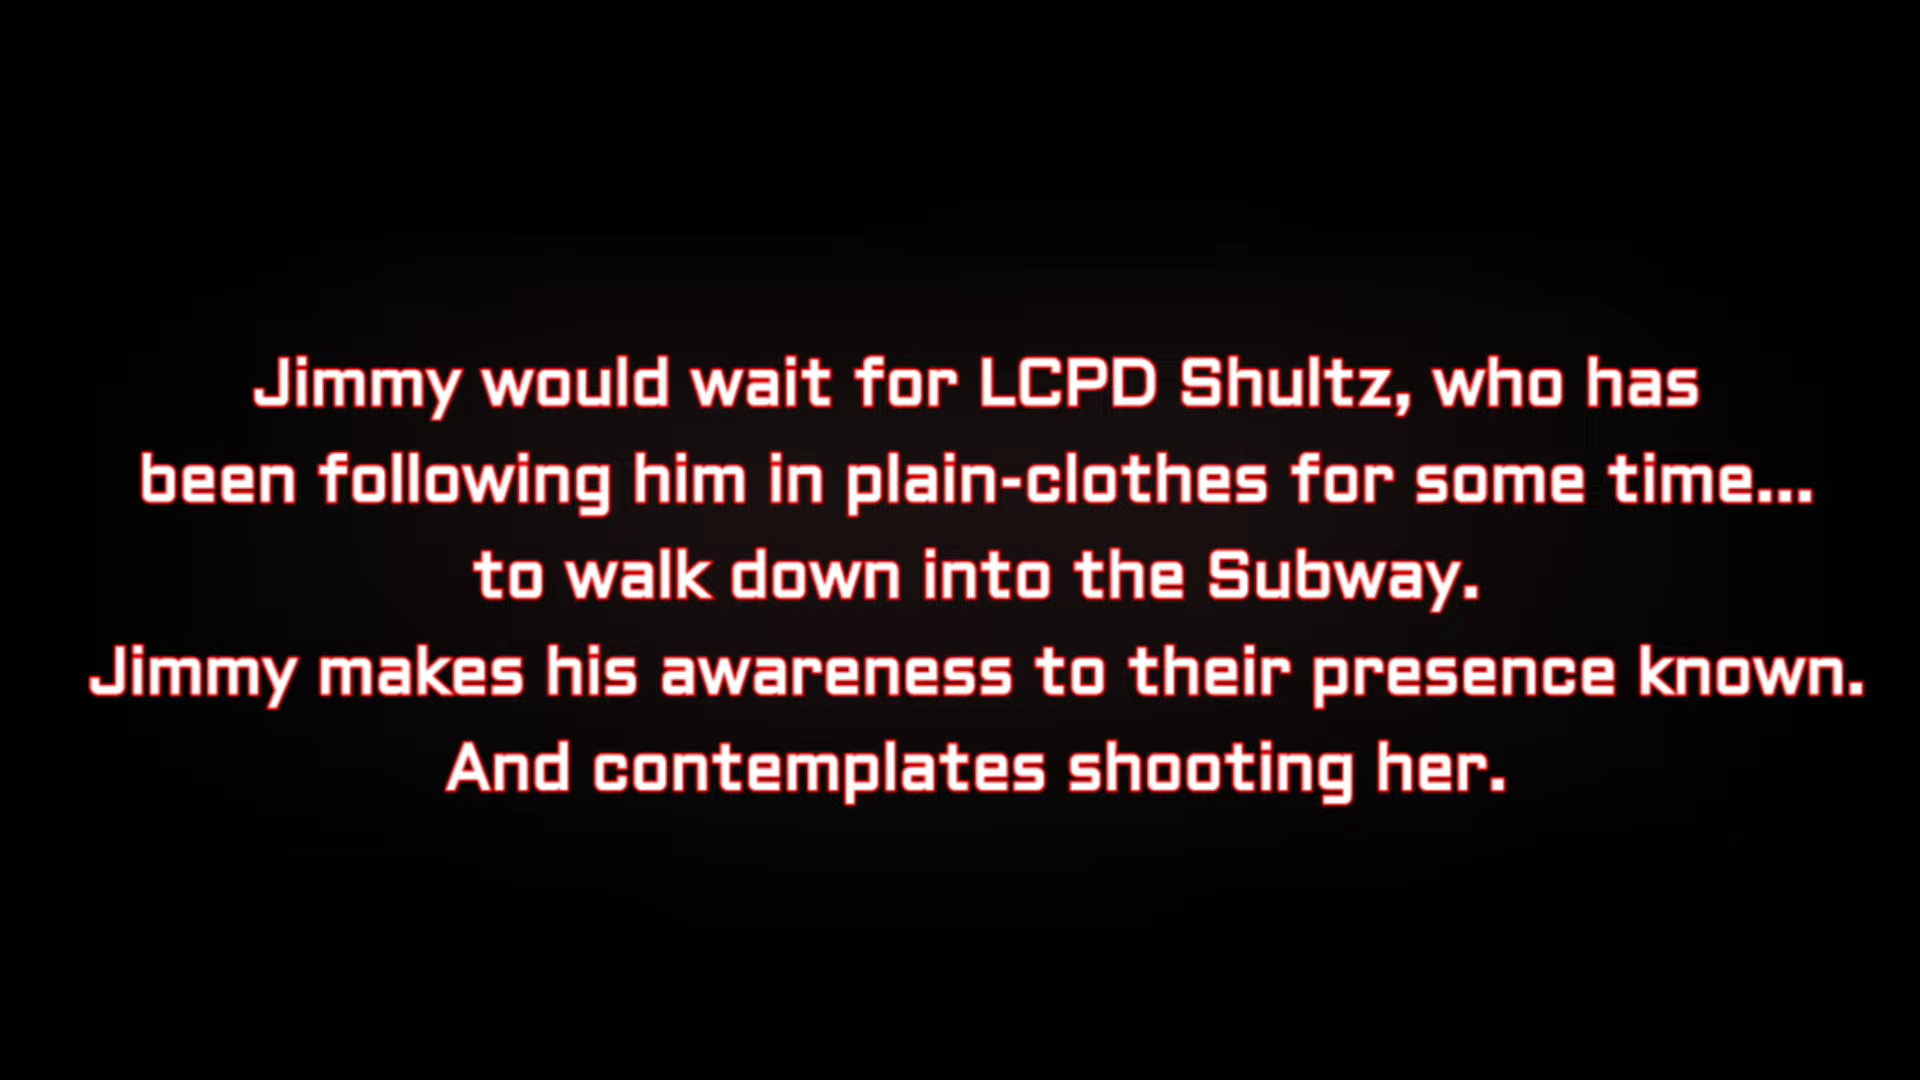 Jimmy would wait for LCPD Shultz, who has
been following him in plain-clothes for some time...
to walk down into the Subway.
Jimmy makes his awareness to their presence known.
And contemplates shooting her.